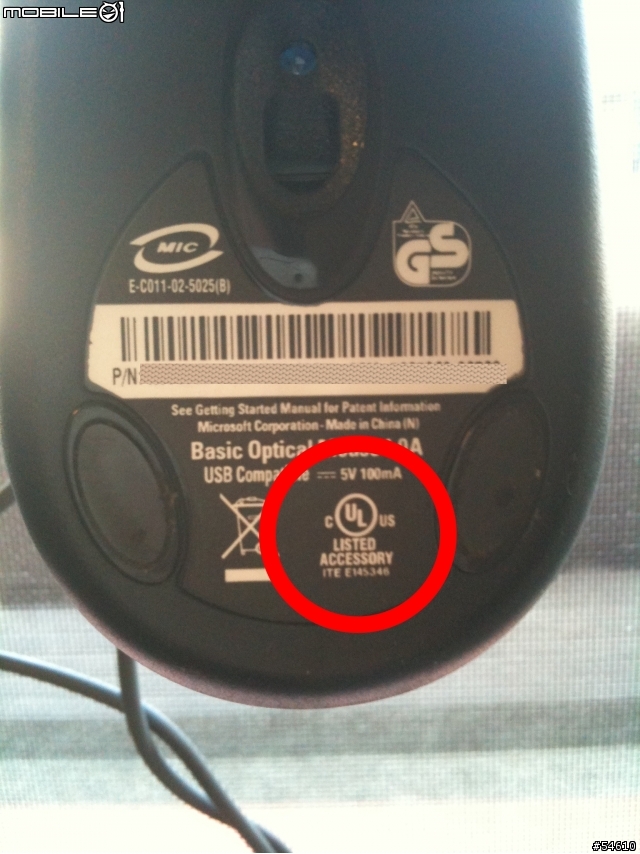 MOBILE01
MIC
E-C011-02-5025(B)
GS
P/N
See Getting Started Manual for Patent Information
Microsoft Corporation - Made in China (N)
Basic Optical
USB 5V 100mA
C UL US
LISTED
ACCESSORY
ITE E145346
#54610